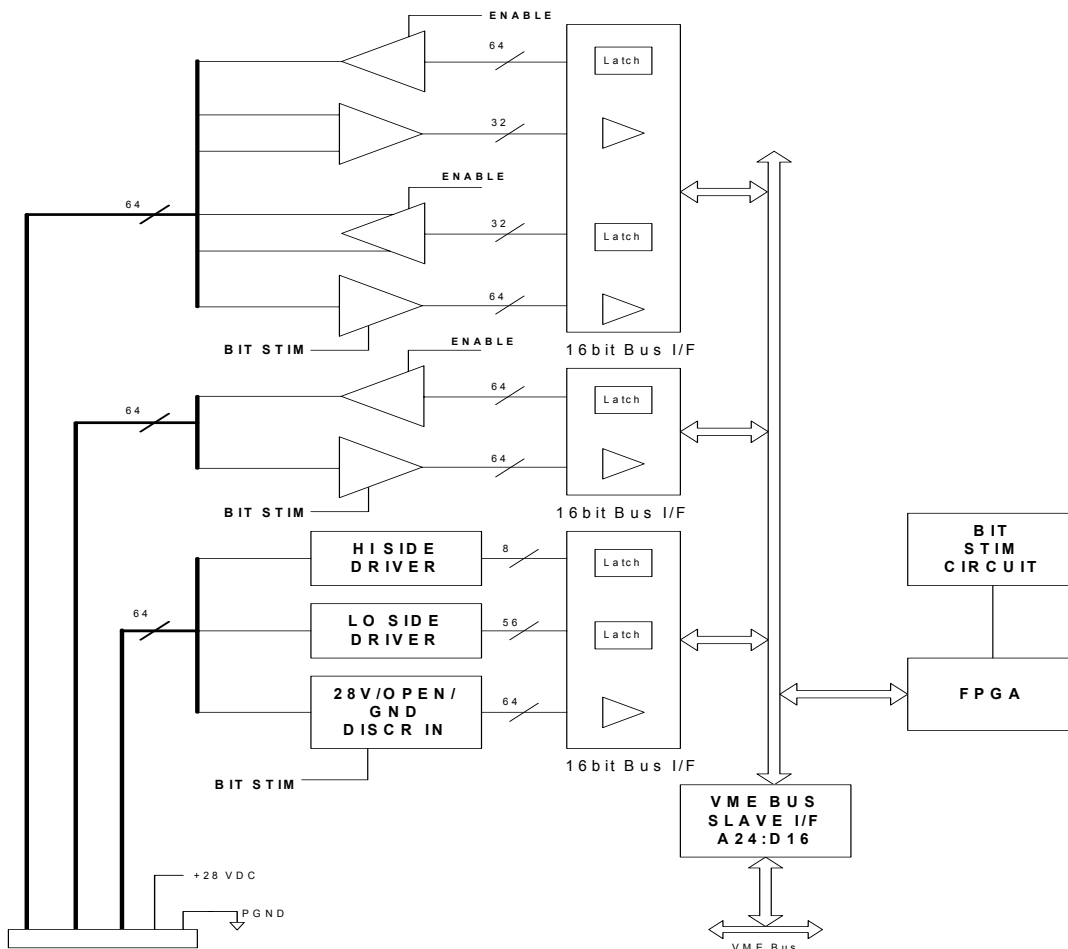 ENABLE
64
Latch
32
ENABLE
64
32
Latch
64
BIT STIM
16bit Bus I/F
ENABLE
64
64
Latch
64
BIT STIM
16bit Bus I/F
HI SIDE
DRIVER
8
Latch
BIT
STIM
CIRCUIT
64
LO SIDE
DRIVER
56
Latch
28V/OPEN/
GND
DISCR IN
64
FPGA
BIT STIM
16bit Bus I/F
VME BUS
SLAVE I/F
A24:D16
+28 VDC
PGND
VME Bus